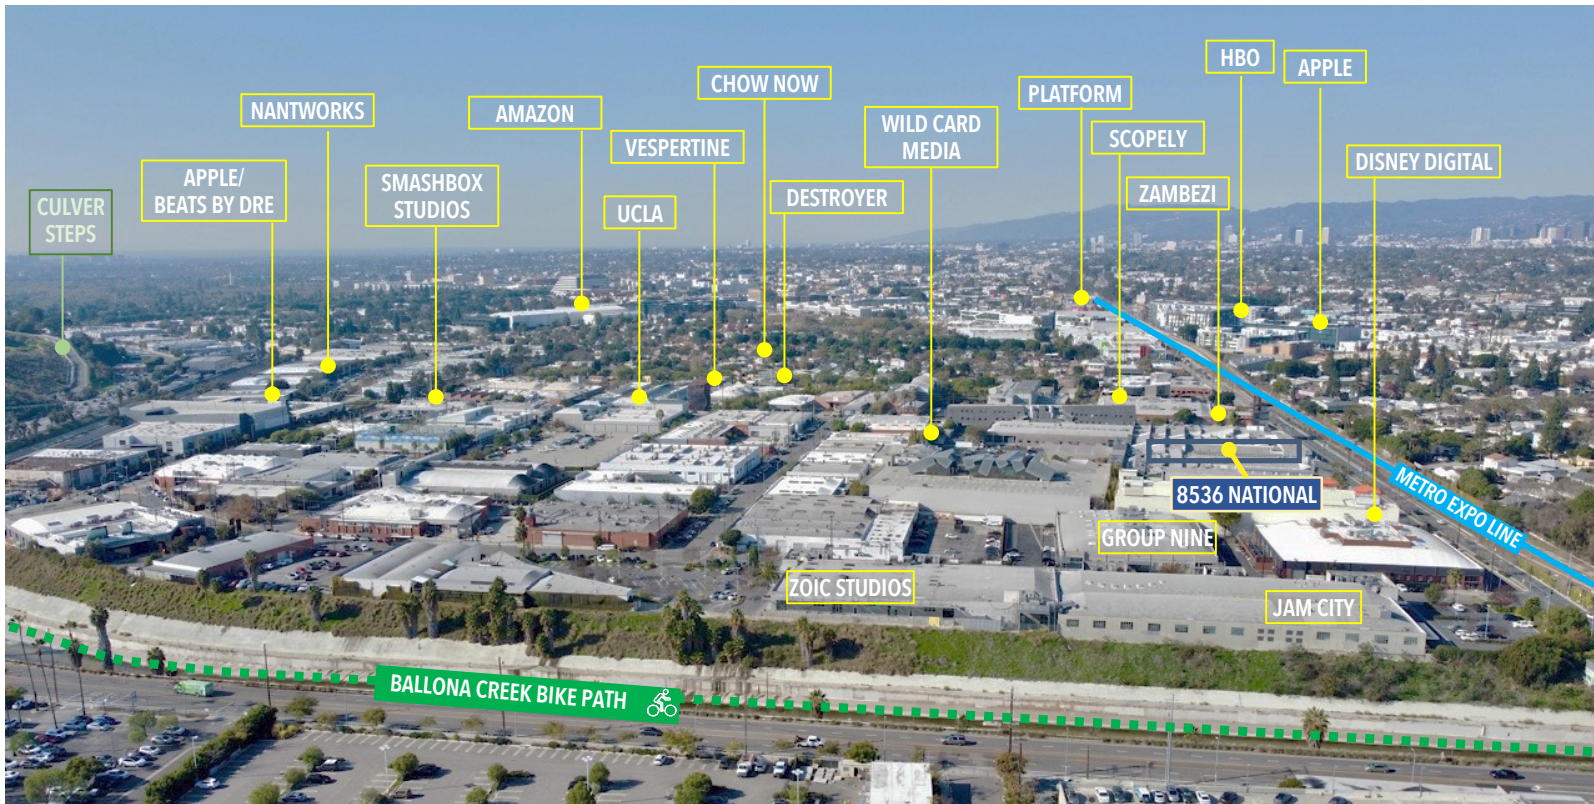 HBO
APPLE
CHOW NOW
PLATFORM
NANTWORKS
AMAZON
WILD CARD
MEDIA
SCOPELY
VESPERTINE
DISNEY DIGITAL
APPLE/
BEATS BY DRE
SMASHBOX
STUDIOS
DESTROYER
ZAMBEZI
CULVER
STEPS
UCLA
8536 NATIONAL
METRO EXPO LINE
GROUP NINE
ZOIC STUDIOS
JAM CITY
BALLONA CREEK BIKE PATH